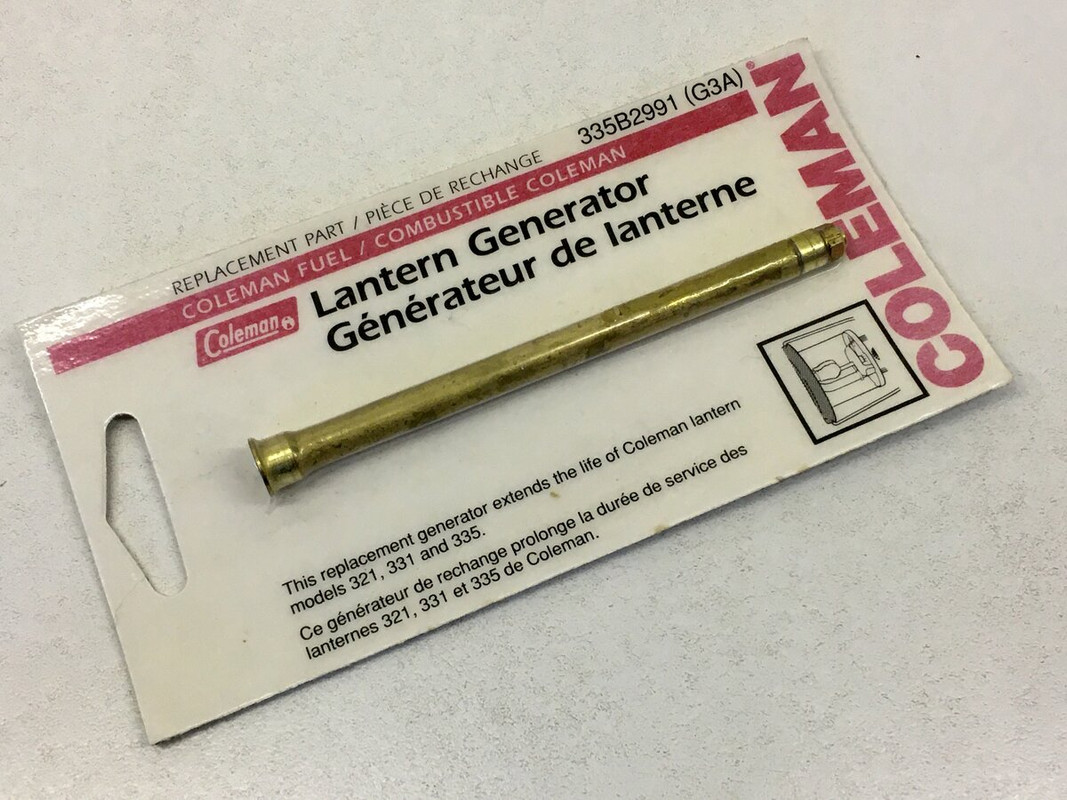 335B2991 (G3A)
REPLACEMENT PART / PIÈCE DE RECHANGE
COLEMAN FUEL / COMBUSTIBLE COLEMAN
Coleman
Lantern Generator
Générateur de lanterne
COLEMAN®
This replacement generator extends the life of Coleman lantern
models 321, 331 and 335.
Ce générateur de rechange prolonge la durée de service des
lanternes 321, 331 et 335 de Coleman.